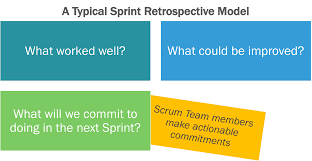 A Typical Sprint Retrospective Model
What worked well?
What could be improved?
What will we commit to
doing in the next Sprint?
Scrum Team members
make actionable
commitments